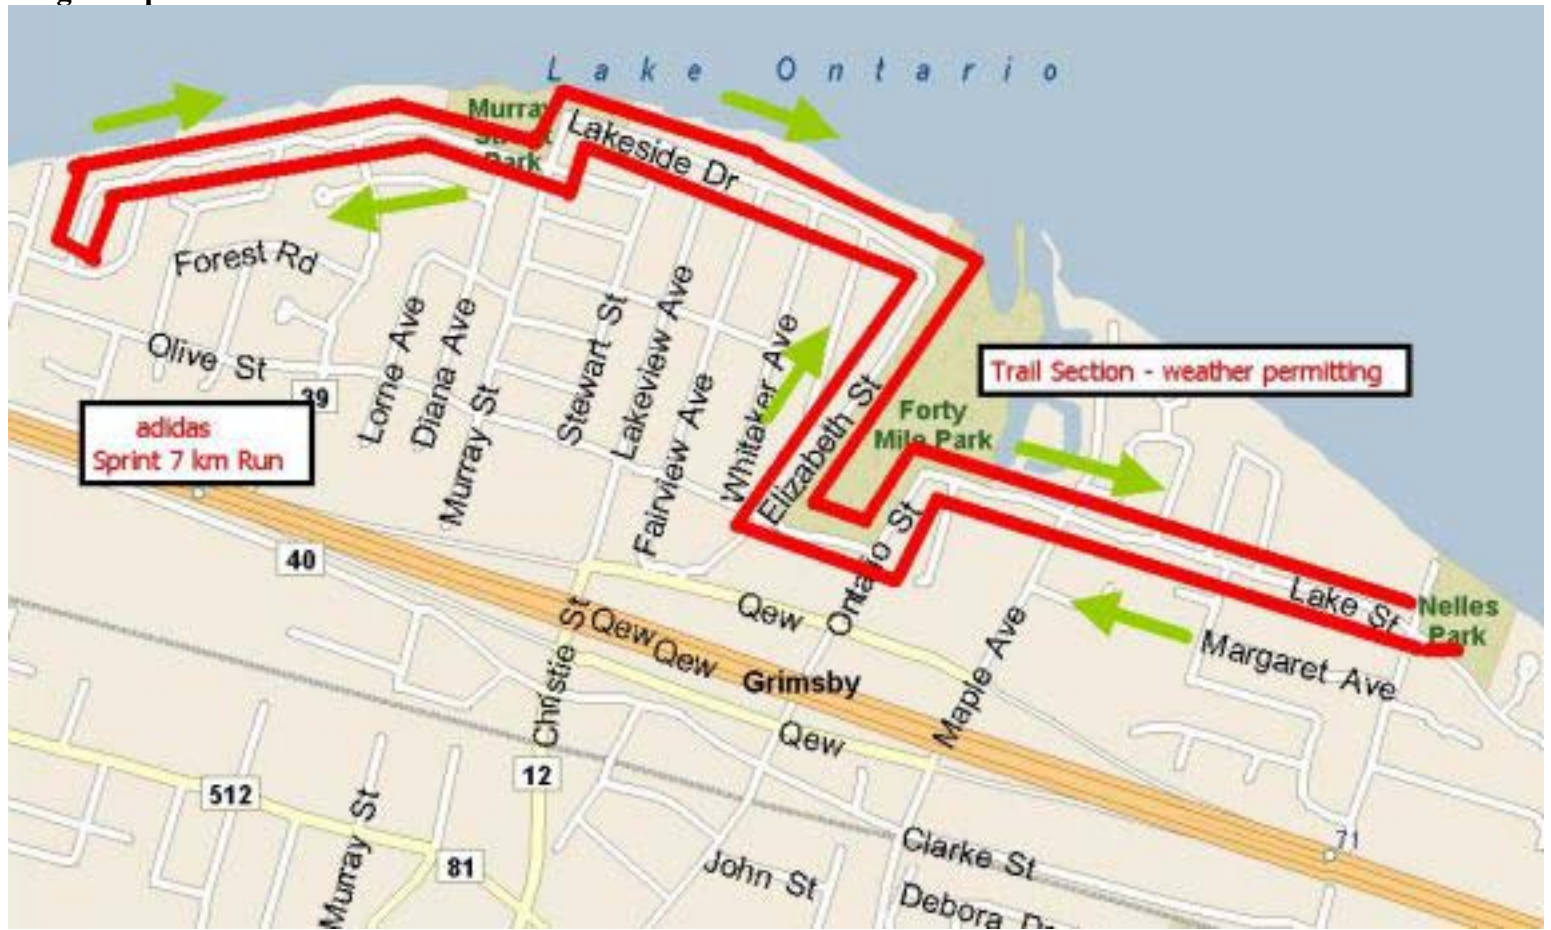 Lake Ontario
Murray
Street
Park
Lakeside Dr
Forest Rd
Olive St
39
Lorne Ave
Diana Ave
Murray St
Stewart St
Lakeview Ave
Fairview Ave
Whitaker Ave
Elizabeth St
Trail Section - weather permitting
Forty
Mile Park
adidas
Sprint 7 km Run
40
Ontario St
Lake St
Nelles
Park
Margaret Ave
Qew
Qew
Qew
Christie St
Grimsby
Maple Ave
Qew
12
512
Murray St
81
71
Clarke St
John St
Debora Dr